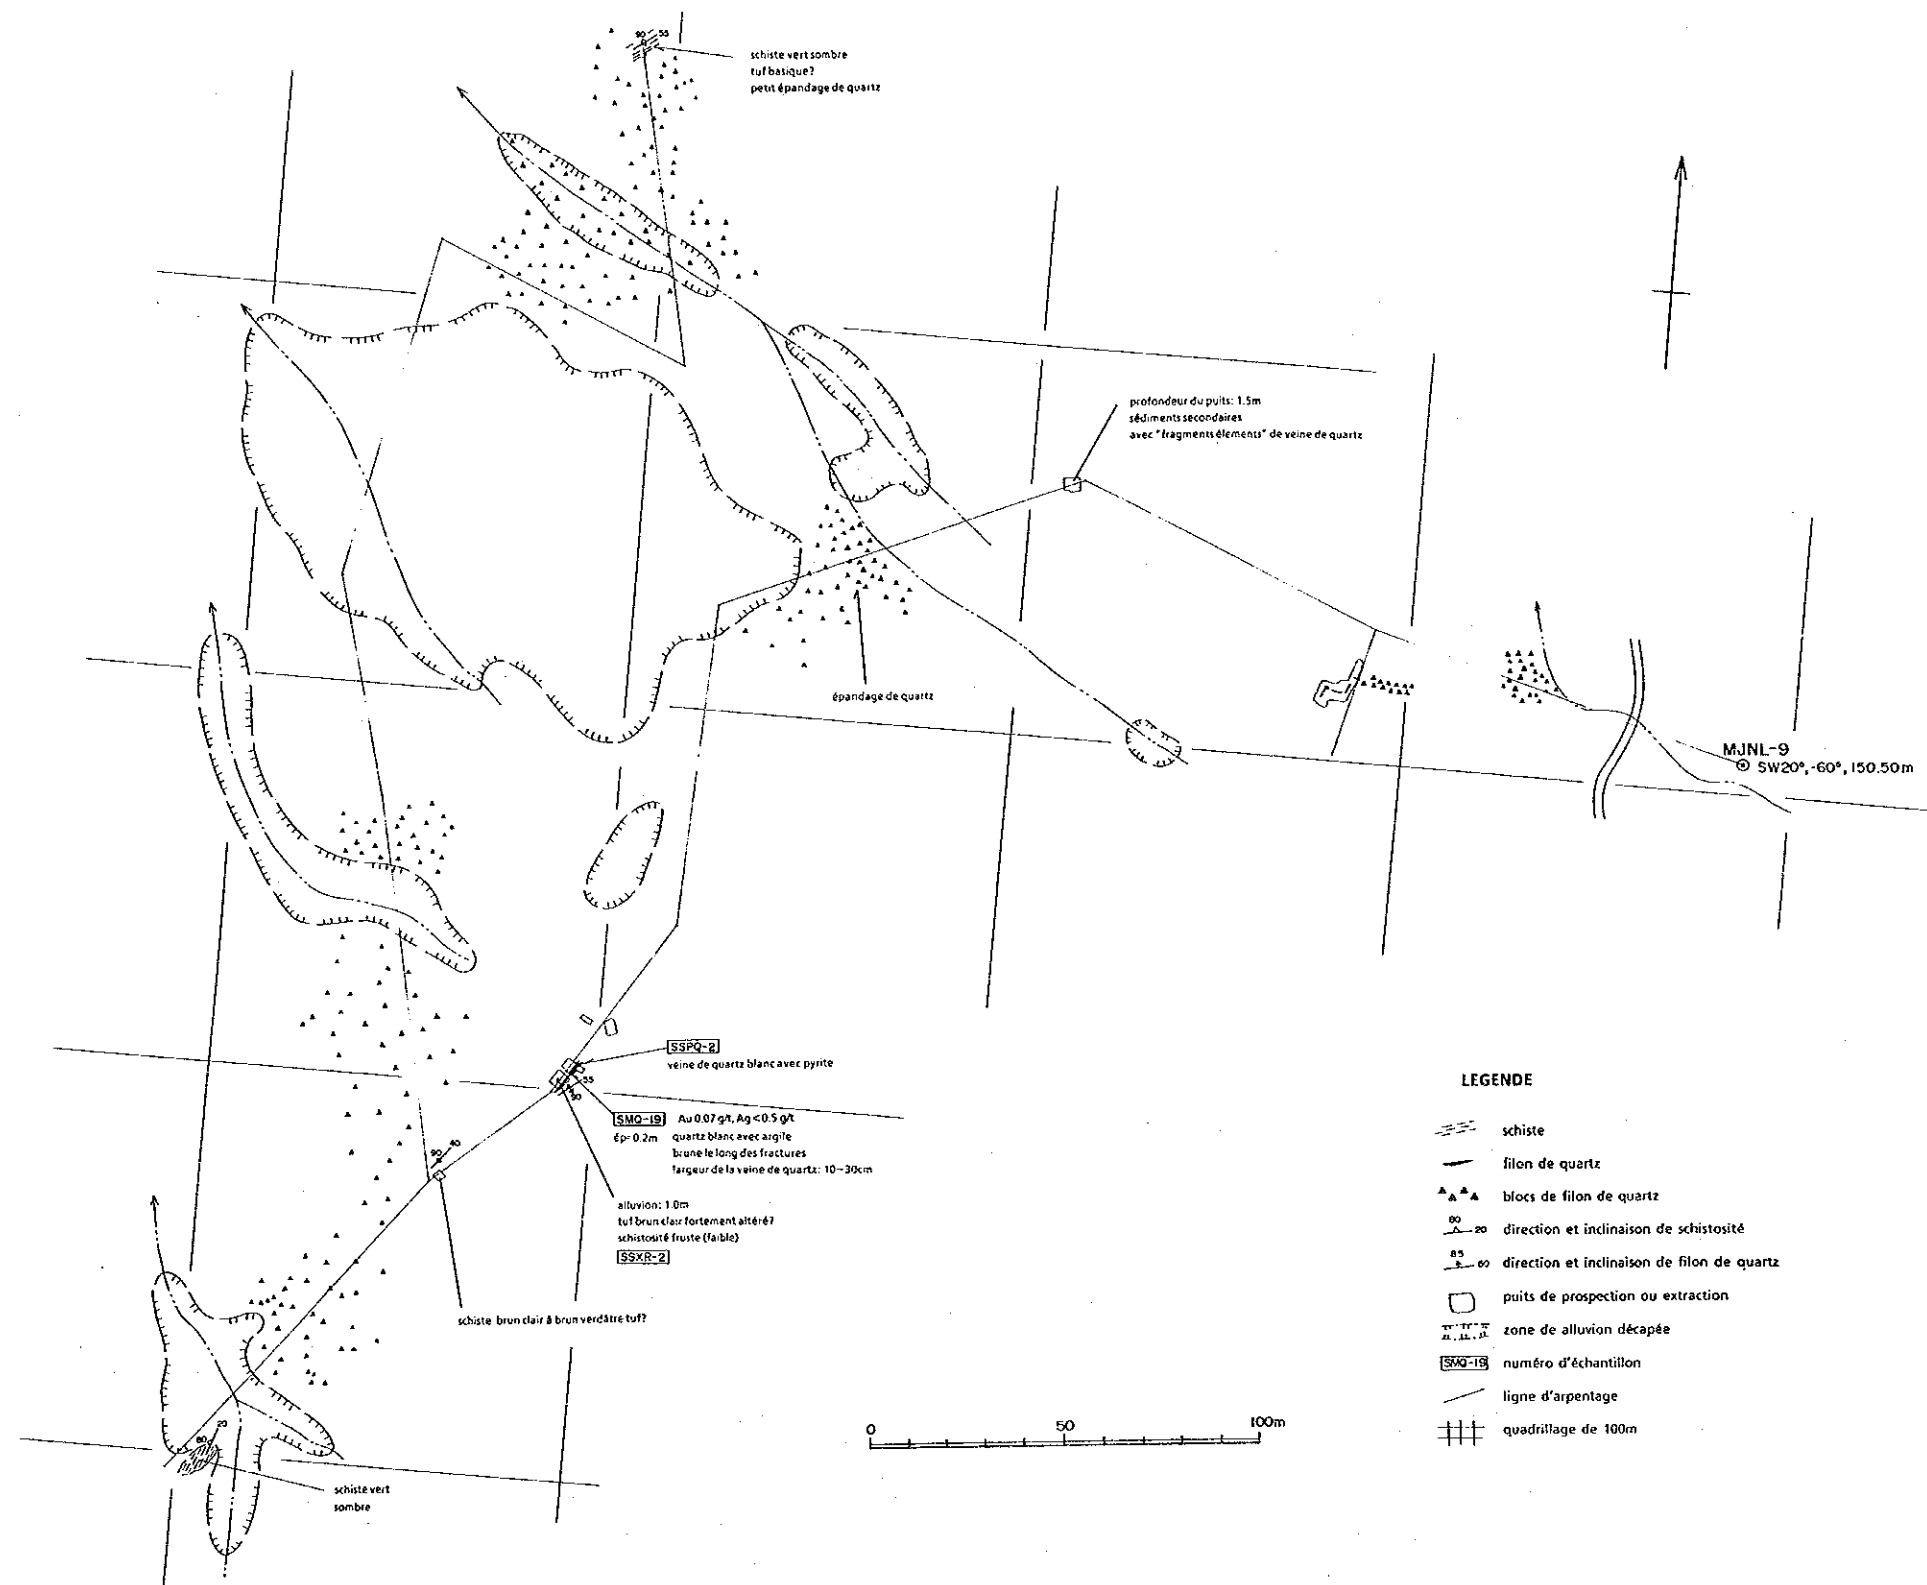 90 55
schiste vert sombre
tuf basique?
petit épandage de quartz
profondeur du puits: 1.5m
sédiments secondaires
avec "fragments élements" de veine de quartz
épandage de quartz
MJNL-9
SW20°,-60°,150.50m
SSPQ-2
veine de quartz blanc avec pyrite
55
90
SMQ-19 Au 0.07 g/t, Ag<0.5 g/t
ép= 0.2m quartz blanc avec argile
brune le long des fractures
largeur de la veine de quartz: 10~30cm
90 40
alluvion: 1.0m
tuf brun clair fortement altéré?
schistosité fruste (faible)
SSXR-2
schiste brun clair à brun verdâtre tuf?
20
80
schiste vert
sombre
0 50 100m
LEGENDE
schiste
filon de quartz
blocs de filon de quartz
80
20 direction et inclinaison de schistosité
85
60 direction et inclinaison de filon de quartz
puits de prospection ou extraction
zone de alluvion décapée
SMQ-19 numéro d'échantillon
ligne d'arpentage
quadrillage de 100m